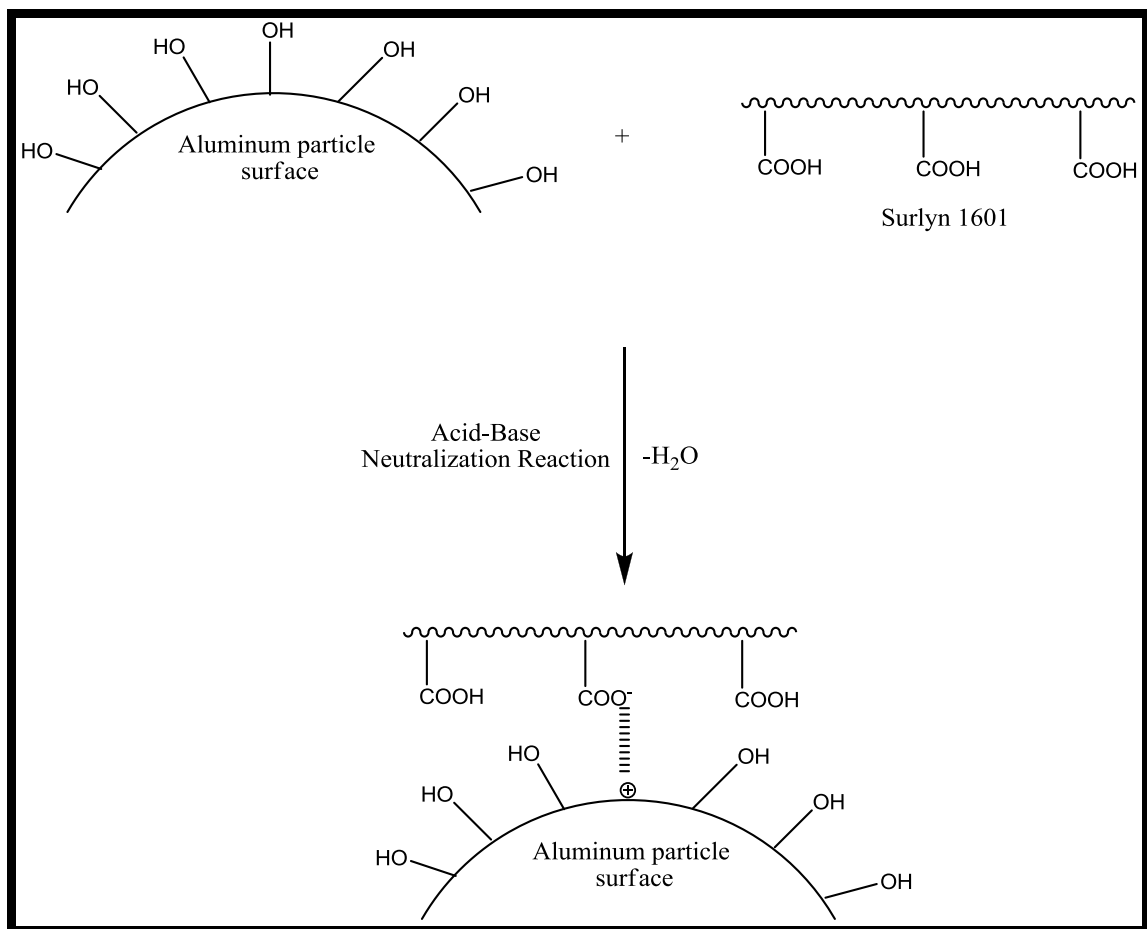 OH
HO
OH
HO
OH
HO
OH
Aluminum particle
surface
+
COOH
COOH
COOH
Surlyn 1601
Acid-Base
Neutralization Reaction
-H₂O
COOH
COO⁻
COOH
HO
OH
HO
OH
HO
OH
⊕
Aluminum particle
surface